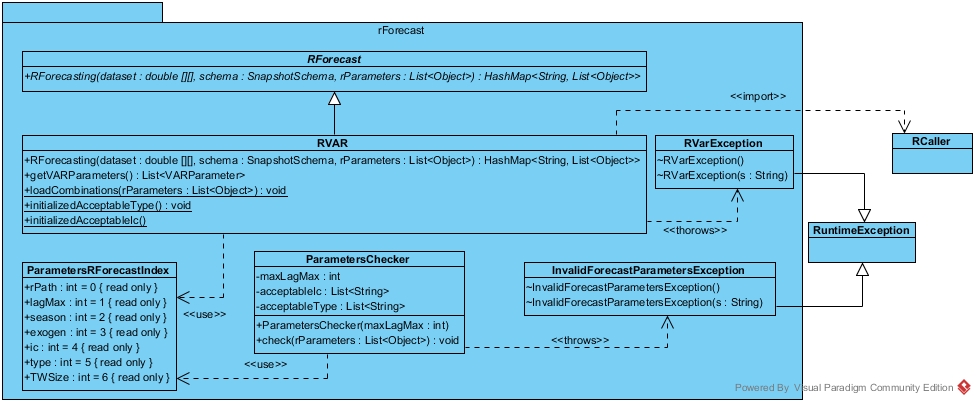 rForecast
RForecast
+RForecasting(dataset : double [][], schema : SnapshotSchema, rParameters : List<Object>) : HashMap<String, List<Object>>
<<import>>
RVAR
+RForecasting(dataset : double [][], schema : SnapshotSchema, rParameters : List<Object>) : HashMap<String, List<Object>>
+getVARParameters() : List<VARParameter>
+loadCombinations(rParameters : List<Object>) : void
+initializedAcceptableType() : void
+initializedAcceptableIc()
RVarException
~RVarException()
~RVarException(s : String)
RCaller
<<thorows>>
RuntimeException
ParametersRForecastIndex
+rPath : int = 0 { read only }
+lagMax : int = 1 { read only }
+season : int = 2 { read only }
+exogen : int = 3 { read only }
+ic : int = 4 { read only }
+type : int = 5 { read only }
+TWSize : int = 6 { read only }
<<use>>
ParametersChecker
-maxLagMax : int
-acceptableIc : List<String>
-acceptableType : List<String>
+ParametersChecker(maxLagMax : int)
+check(rParameters : List<Object>) : void
<<use>>
InvalidForecastParametersException
~InvalidForecastParametersException()
~InvalidForecastParametersException(s : String)
<<throws>>
Powered By Visual Paradigm Community Edition